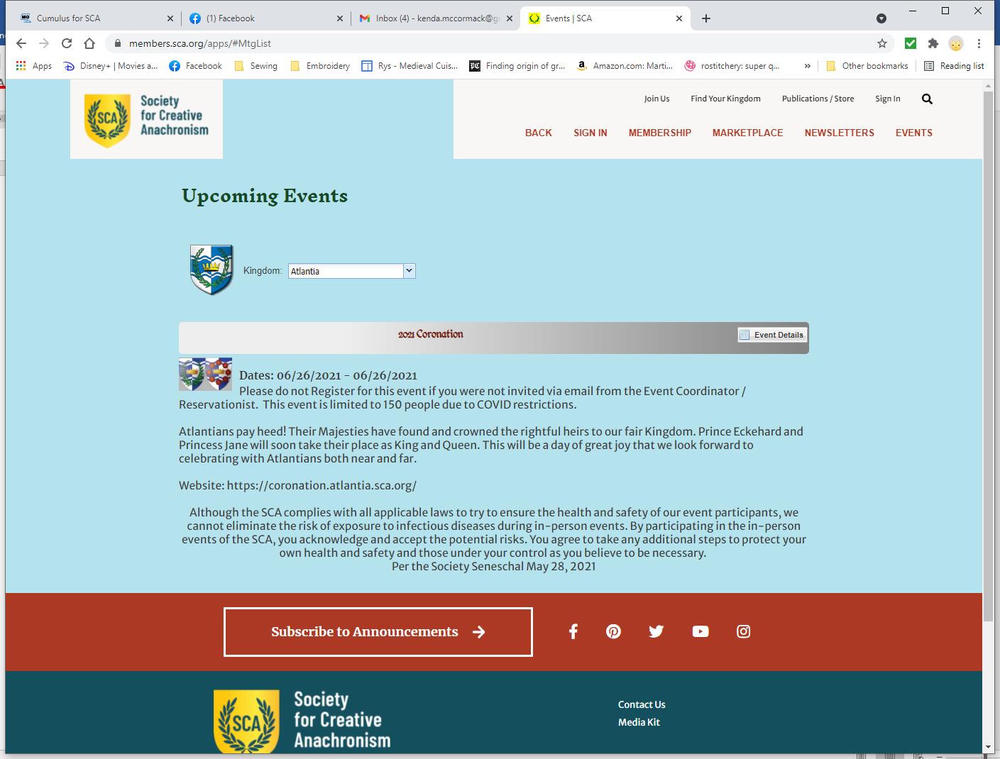 Cumulus for SCA
(1) Facebook
Inbox (4) - kenda.mccormack@g
Events | SCA
members.sca.org/apps/#MtgList
Apps
Disney+ | Movies a...
Facebook
Sewing
Embroidery
Rys - Medieval Cuis...
Finding origin of gr...
Amazon.com: Marti...
rostitchery: super q...
»
Other bookmarks
Reading list
SCA
Society
for Creative
Anachronism
Join Us
Find Your Kingdom
Publications / Store
Sign In
BACK
SIGN IN
MEMBERSHIP
MARKETPLACE
NEWSLETTERS
EVENTS
Upcoming Events
Kingdom: Atlantia
2021 Coronation
Event Details
Dates: 06/26/2021 - 06/26/2021
Please do not Register for this event if you were not invited via email from the Event Coordinator /
Reservationist. This event is limited to 150 people due to COVID restrictions.
Atlantians pay heed! Their Majesties have found and crowned the rightful heirs to our fair Kingdom. Prince Eckehard and
Princess Jane will soon take their place as King and Queen. This will be a day of great joy that we look forward to
celebrating with Atlantians both near and far.
Website: https://coronation.atlantia.sca.org/
Although the SCA complies with all applicable laws to try to ensure the health and safety of our event participants, we
cannot eliminate the risk of exposure to infectious diseases during in-person events. By participating in the in-person
events of the SCA, you acknowledge and accept the potential risks. You agree to take any additional steps to protect your
own health and safety and those under your control as you believe to be necessary.
Per the Society Seneschal May 28, 2021
Subscribe to Announcements
SCA
Society
for Creative
Anachronism
Contact Us
Media Kit